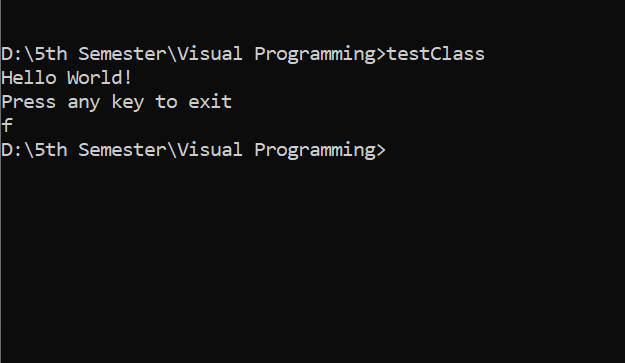 D:\5th Semester\Visual Programming>testClass
Hello World!
Press any key to exit
f
D:\5th Semester\Visual Programming>